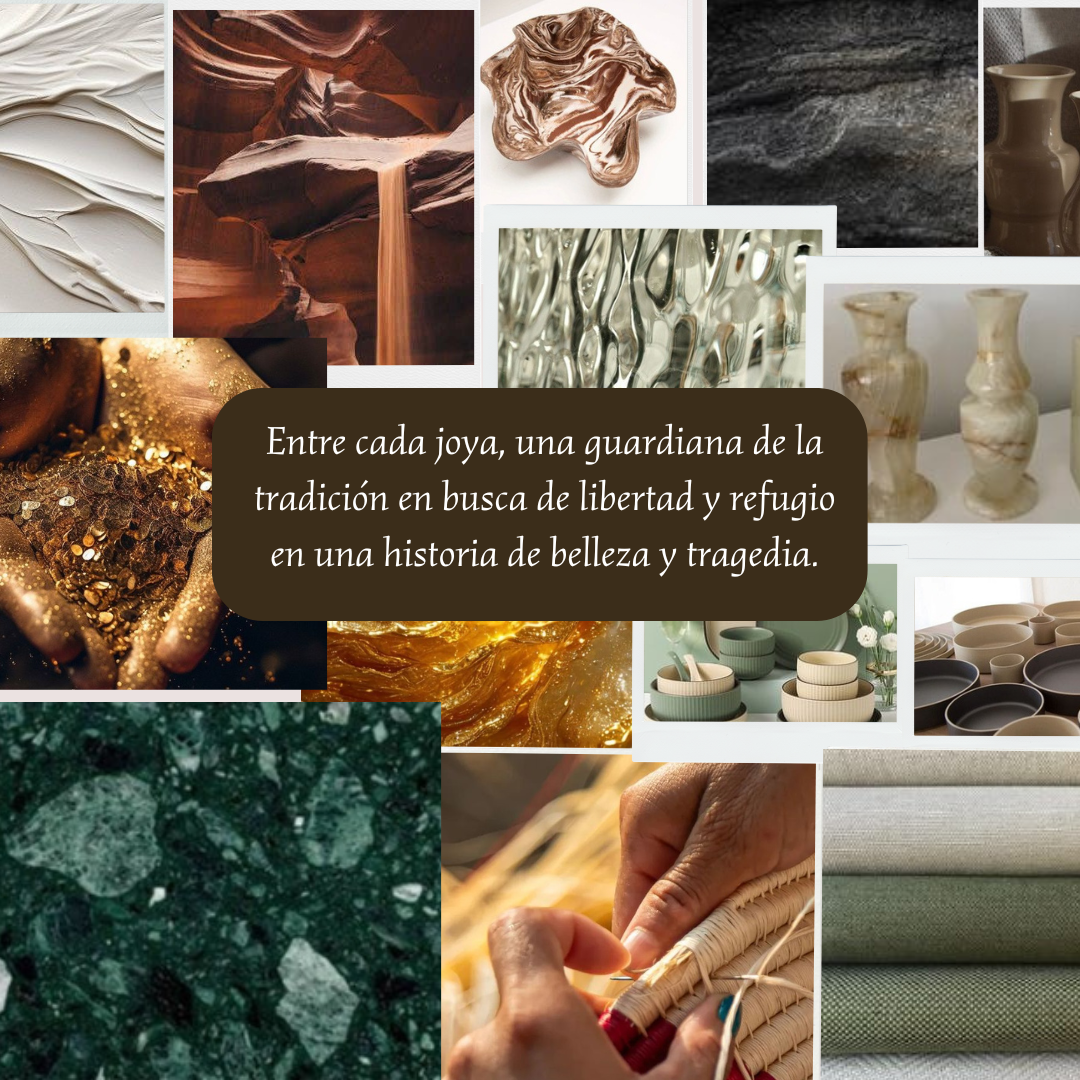 Entre cada joya, una guardiana de la
tradición en busca de libertad y refugio
en una historia de belleza y tragedia.